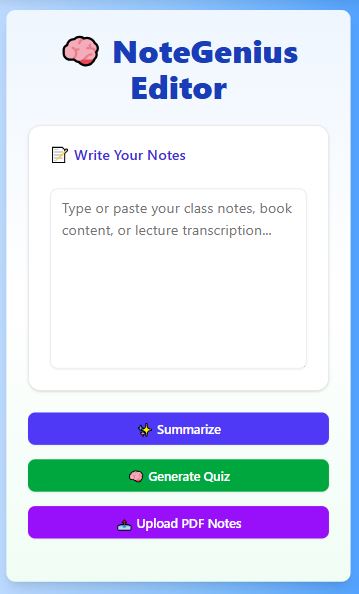 🧠 NoteGenius
Editor
📝 Write Your Notes
Type or paste your class notes, book
content, or lecture transcription...
✨ Summarize
🧠 Generate Quiz
📤 Upload PDF Notes